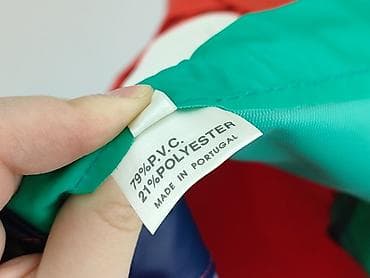 79%P.V.C.
21%POLYESTER
MADE IN PORTUGAL